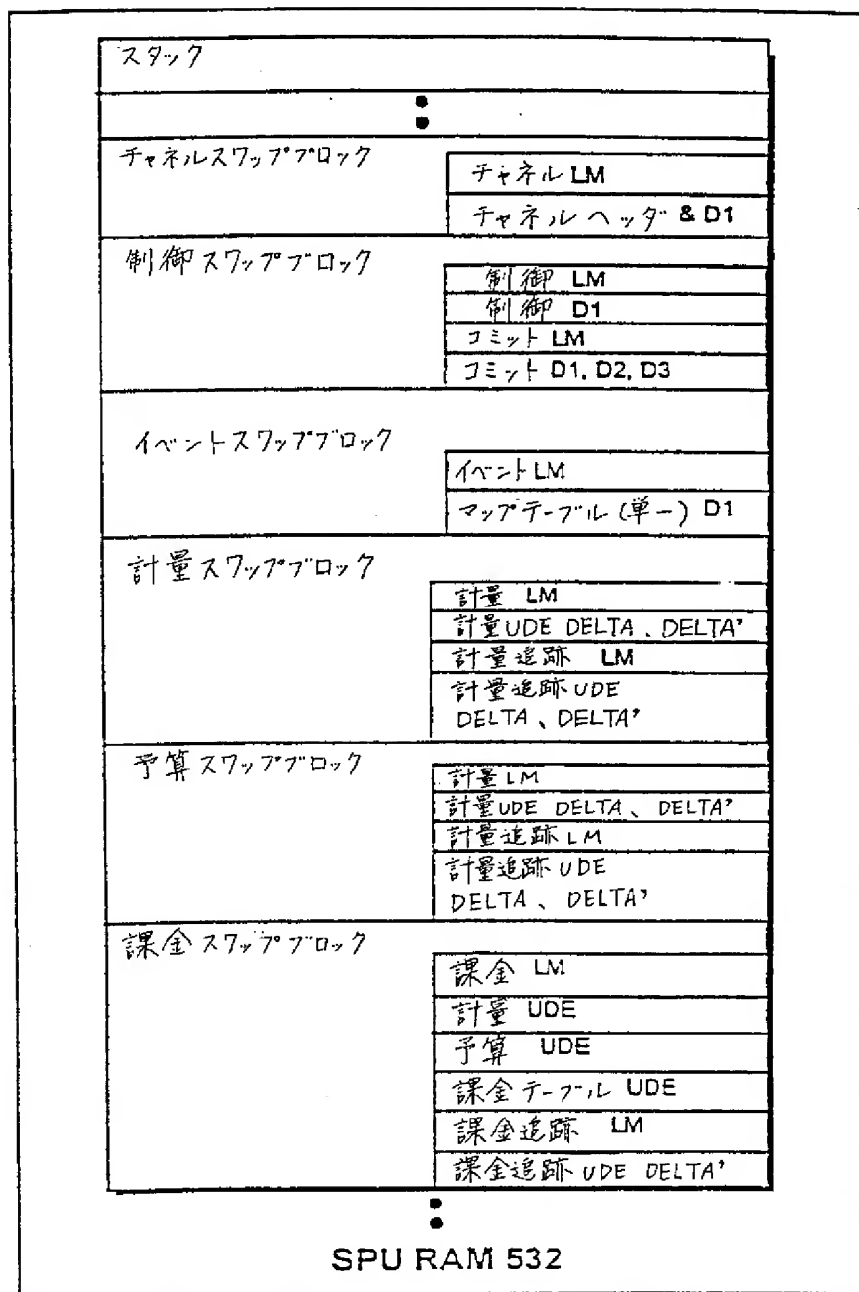 スタック
チャネルスワップブロック
チャネル LM
チャネル ヘッダ & D1
制御 スワップブロック
制御 LM
制御 D1
コミット LM
コミット D1, D2, D3
イベントスワップブロック
イベント LM
マップテーブル (単一) D1
計量スワップブロック
計量 LM
計量UDE DELTA、DELTA'
計量追跡 LM
計量追跡 UDE
DELTA、DELTA'
予算スワップブロック
計量LM
計量UDE DELTA、DELTA'
計量追跡LM
計量追跡 UDE
DELTA、DELTA'
課金スワップブロック
課金 LM
計量 UDE
予算 UDE
課金テーブル UDE
課金追跡 LM
課金追跡 UDE DELTA'
SPU RAM 532